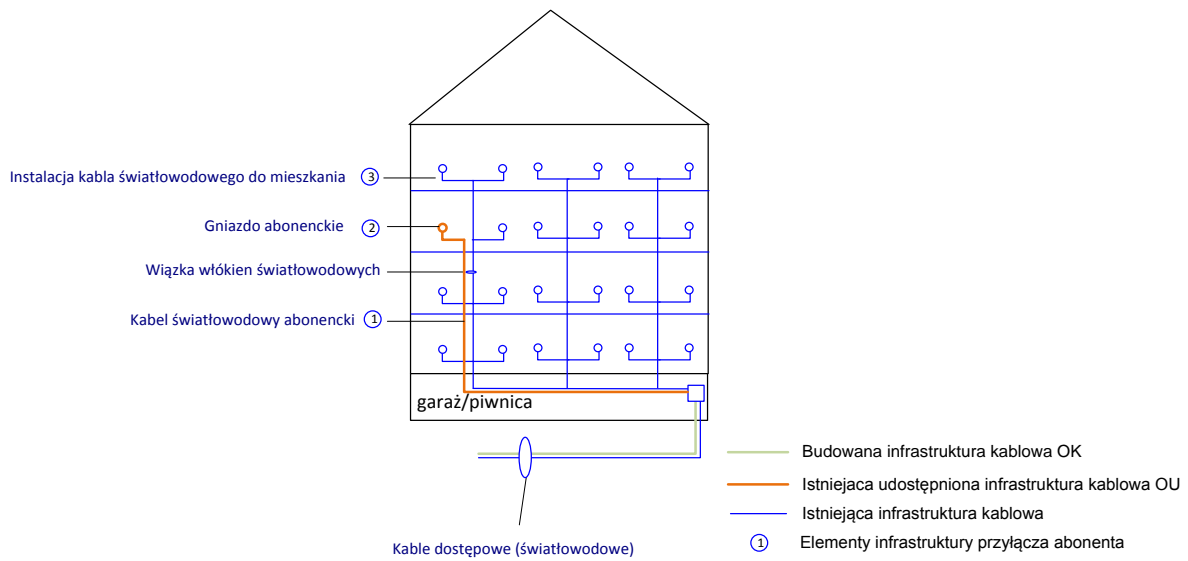 Instalacja kabla światłowodowego do mieszkania 3
Gniazdo abonenckie 2
Wiązka włókien światłowodowych
Kabel światłowodowy abonencki 1
garaż/piwnica
Kable dostępowe (światłowodowe)
Budowana infrastruktura kablowa OK
Istniejaca udostępniona infrastruktura kablowa OU
Istniejąca infrastruktura kablowa
1 Elementy infrastruktury przyłącza abonenta